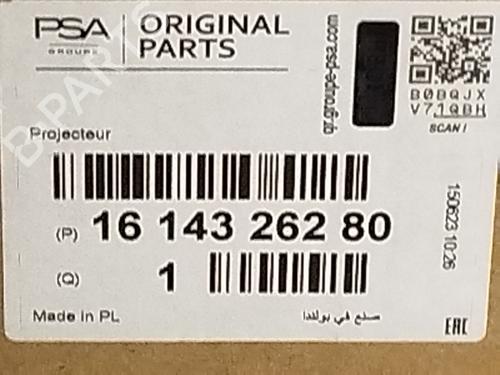 PSA
GROUPE
ORIGINAL
PARTS
qr.groupe-psa.com
B0BQJX
V71QBH
SCAN!
Projecteur
(P) 16 143 262 80
(Q) 1
150623 10:26
Made in PL
صنع في بولندا
EAC
B-PARTS